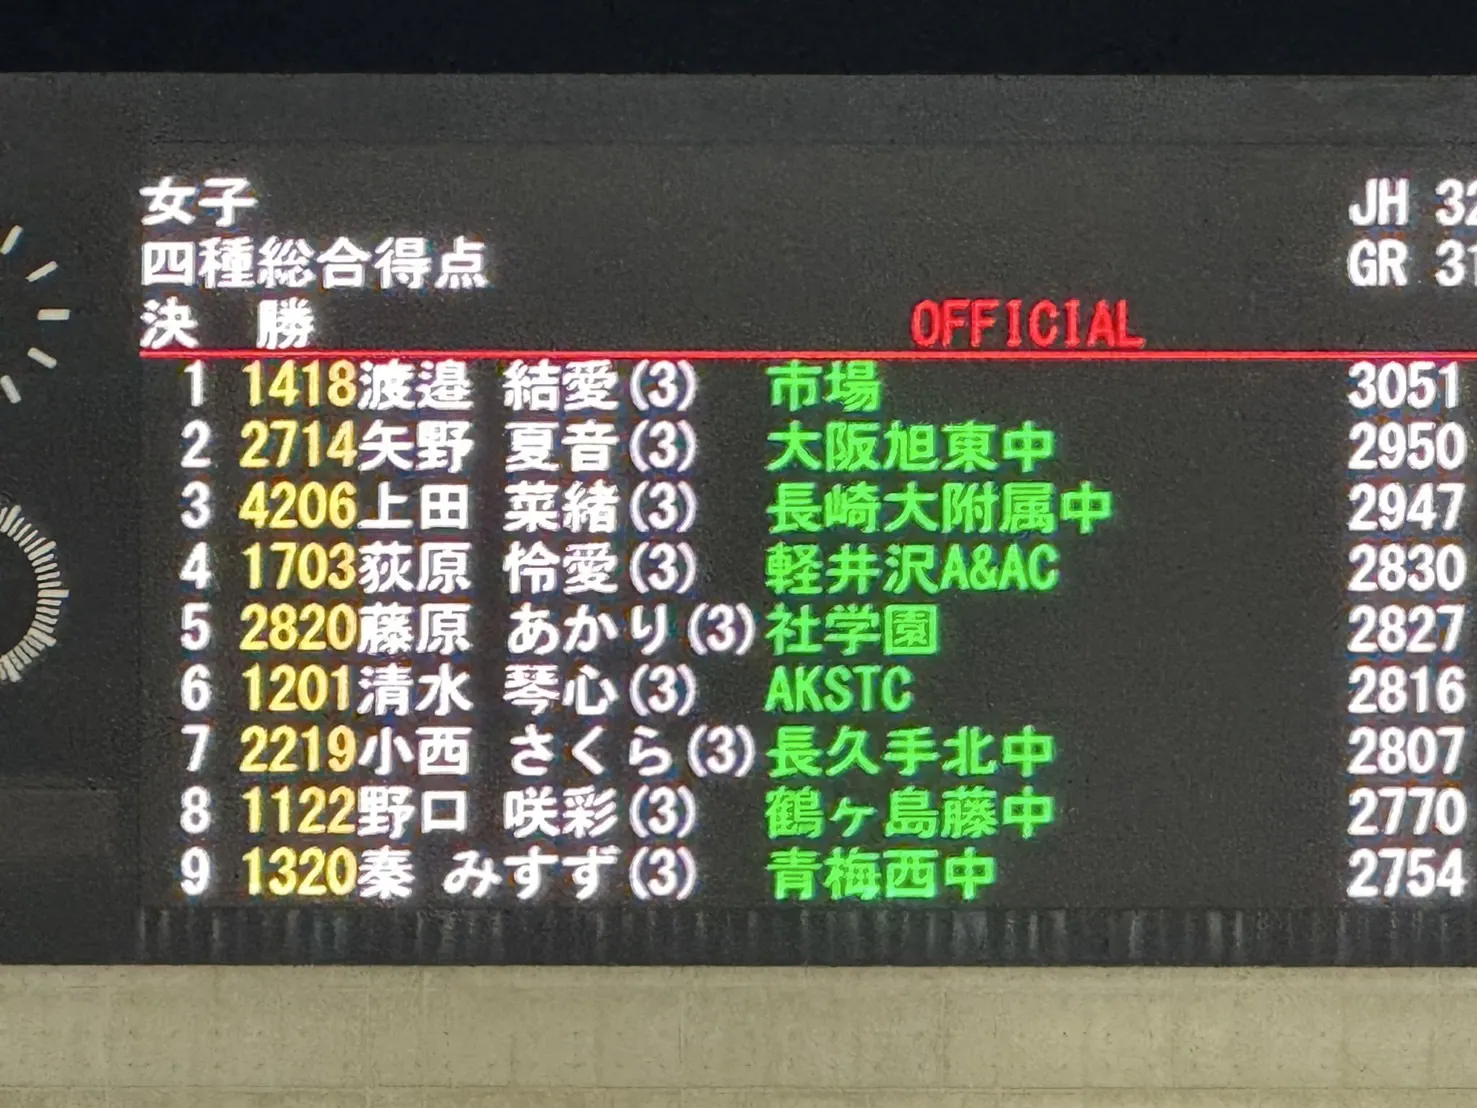 女子
JH 32
四種総合得点
GR 31
決 勝 OFFICIAL
1 1418渡邉 結愛(3) 市場 3051
2 2714矢野 夏音(3) 大阪旭東中 2950
3 4206上田 菜緒(3) 長崎大附属中 2947
4 1703荻原 怜愛(3) 軽井沢A&AC 2830
5 2820藤原 あかり(3) 社学園 2827
6 1201清水 琴心(3) AKSTC 2816
7 2219小西 さくら(3) 長久手北中 2807
8 1122野口 咲彩(3) 鶴ヶ島藤中 2770
9 1320秦 みすず(3) 青梅西中 2754